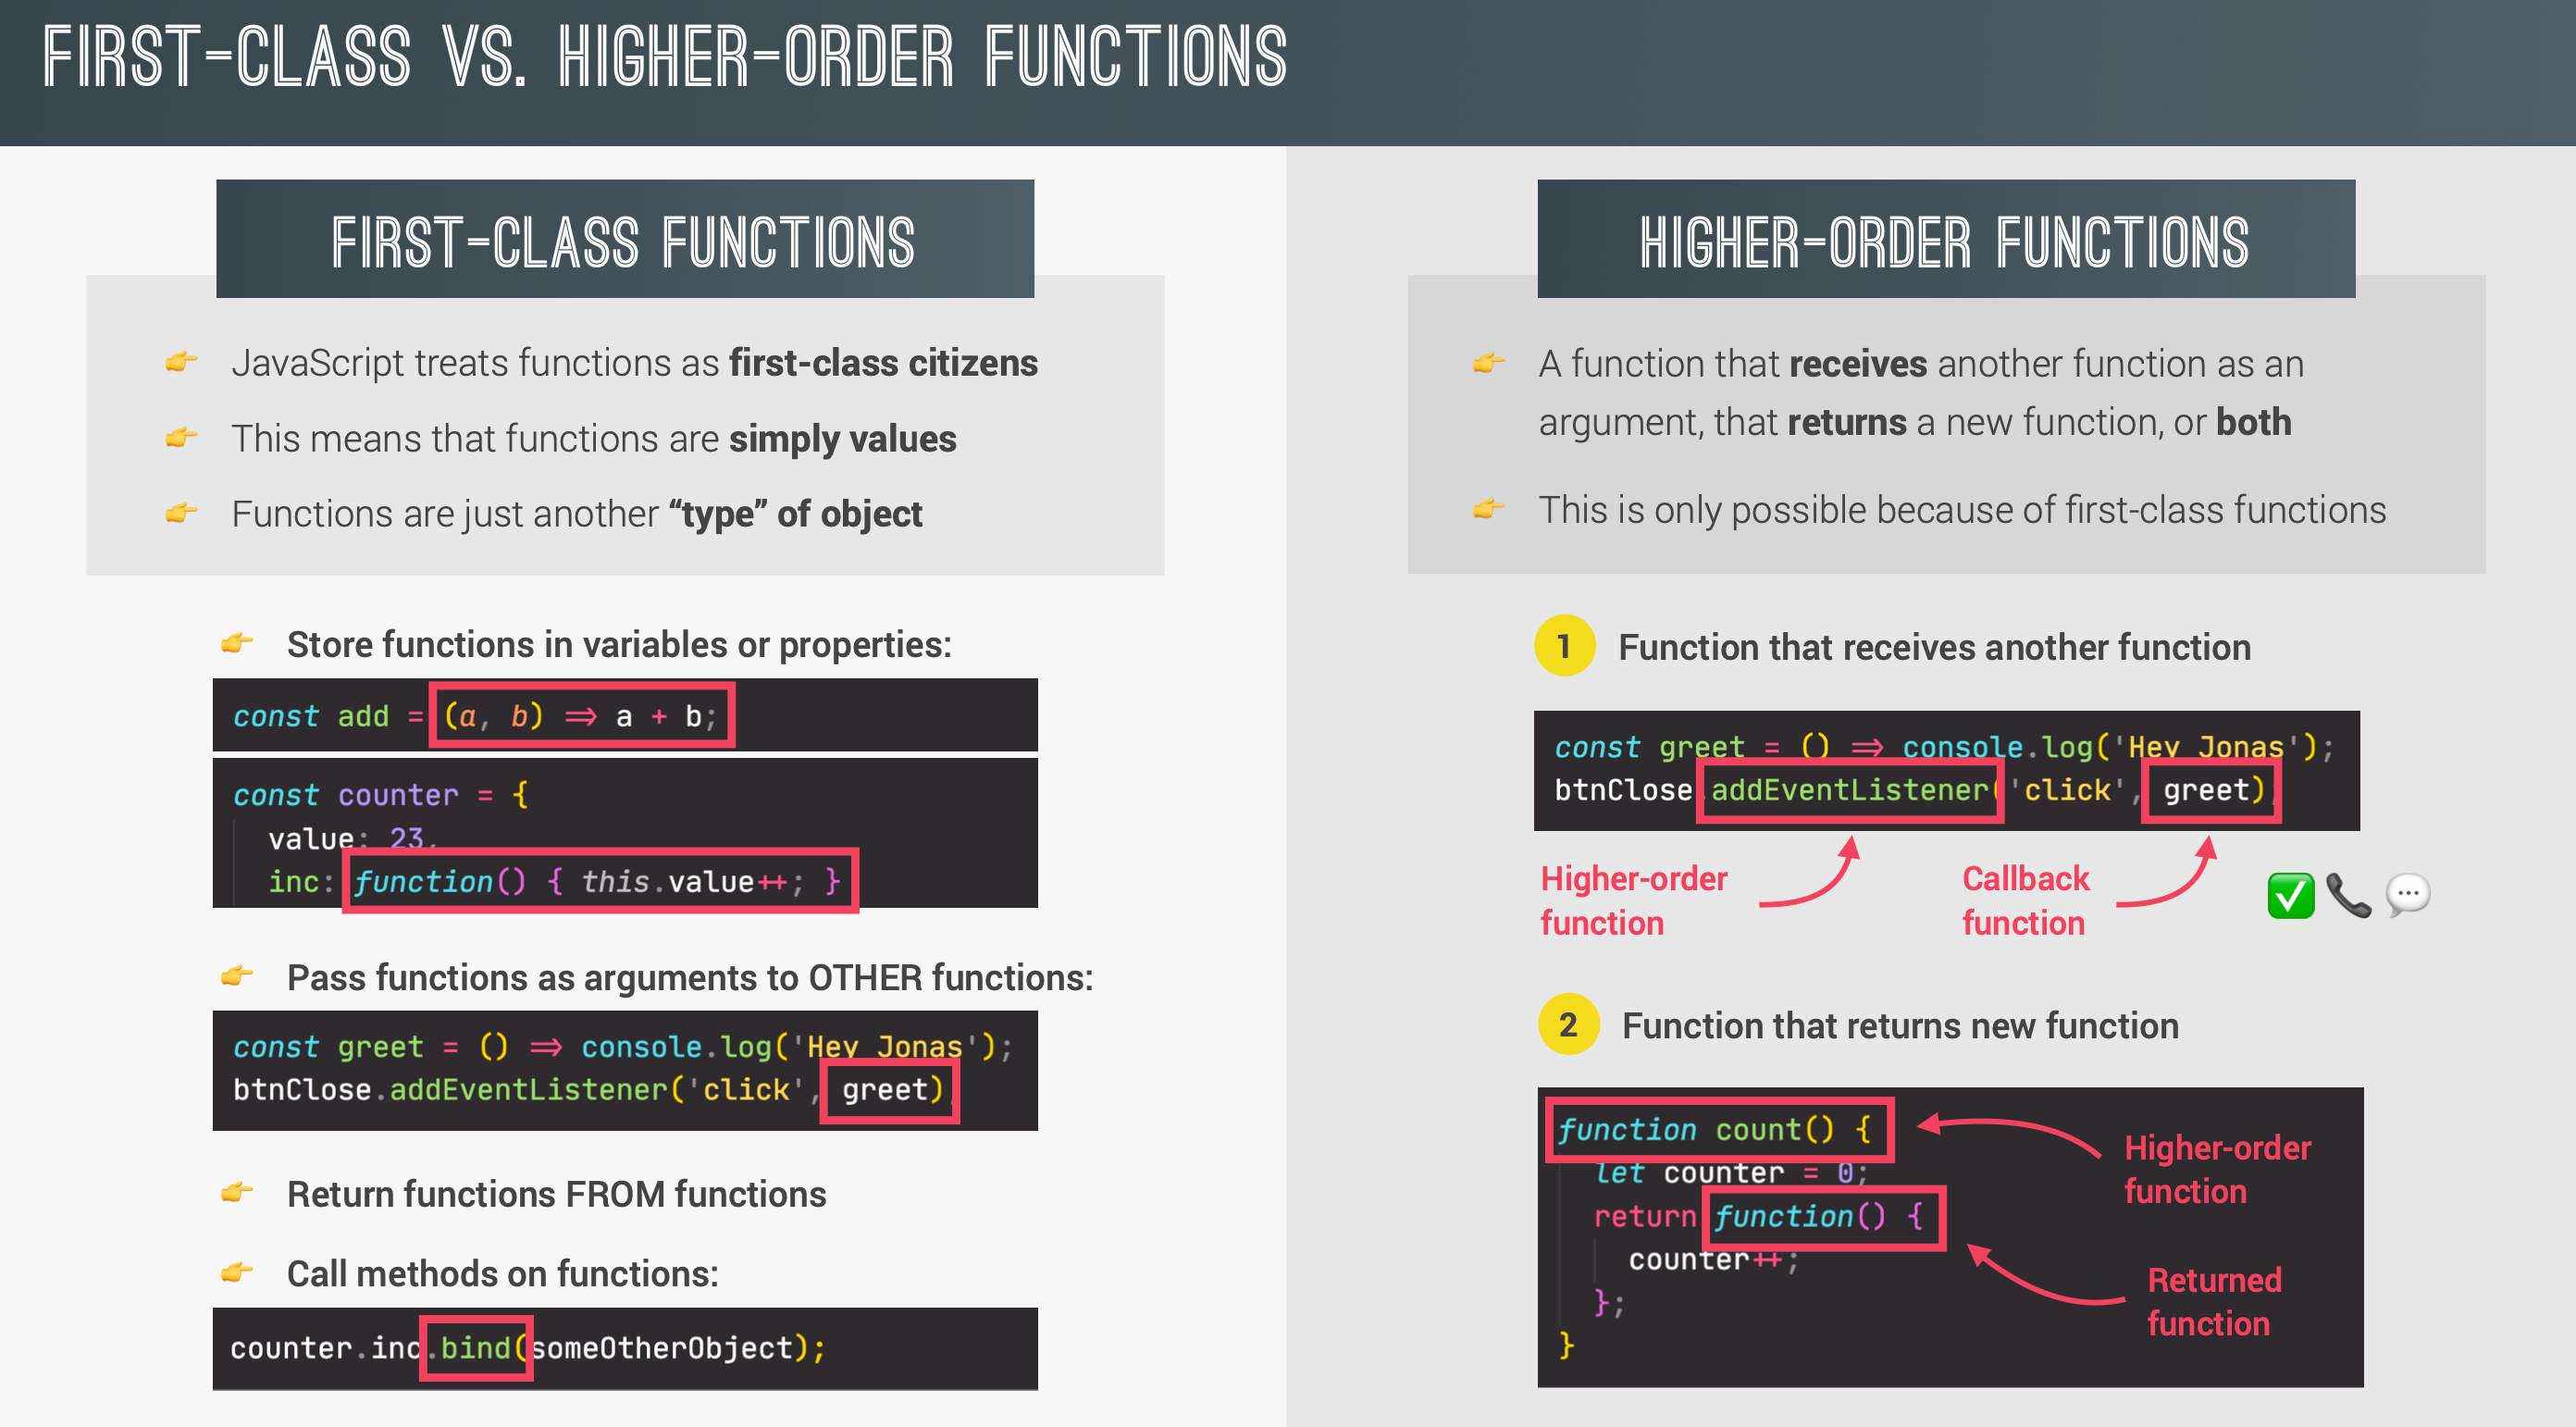 FIRST-CLASS VS. HIGHER-ORDER FUNCTIONS
FIRST-CLASS FUNCTIONS
JavaScript treats functions as first-class citizens
This means that functions are simply values
Functions are just another “type” of object
Store functions in variables or properties:
const add = (a, b) => a + b;
const counter = {
value: 23,
inc: function() { this.value++; }
Pass functions as arguments to OTHER functions:
const greet = () => console.log('Hey Jonas');
btnClose.addEventListener('click', greet)
Return functions FROM functions
Call methods on functions:
counter.inc.bind(someOtherObject);
HIGHER-ORDER FUNCTIONS
A function that receives another function as an
argument, that returns a new function, or both
This is only possible because of first-class functions
1 Function that receives another function
const greet = () => console.log('Hey Jonas');
btnClose.addEventListener('click', greet)
Higher-order
function
Callback
function
2 Function that returns new function
function count() {
let counter = 0;
return function() {
counter++;
};
}
Higher-order
function
Returned
function